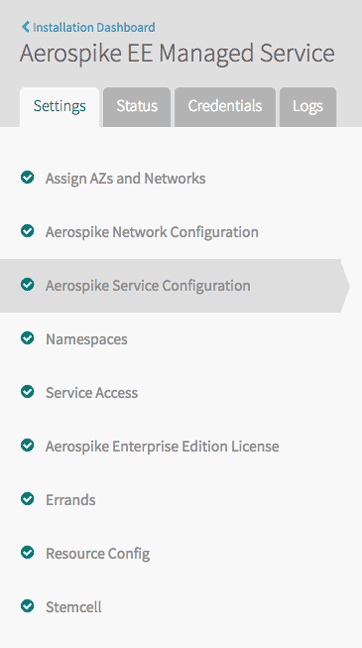 Installation Dashboard
Aerospike EE Managed Service
Settings Status Credentials Logs
Assign AZs and Networks
Aerospike Network Configuration
Aerospike Service Configuration
Namespaces
Service Access
Aerospike Enterprise Edition License
Errands
Resource Config
Stemcell